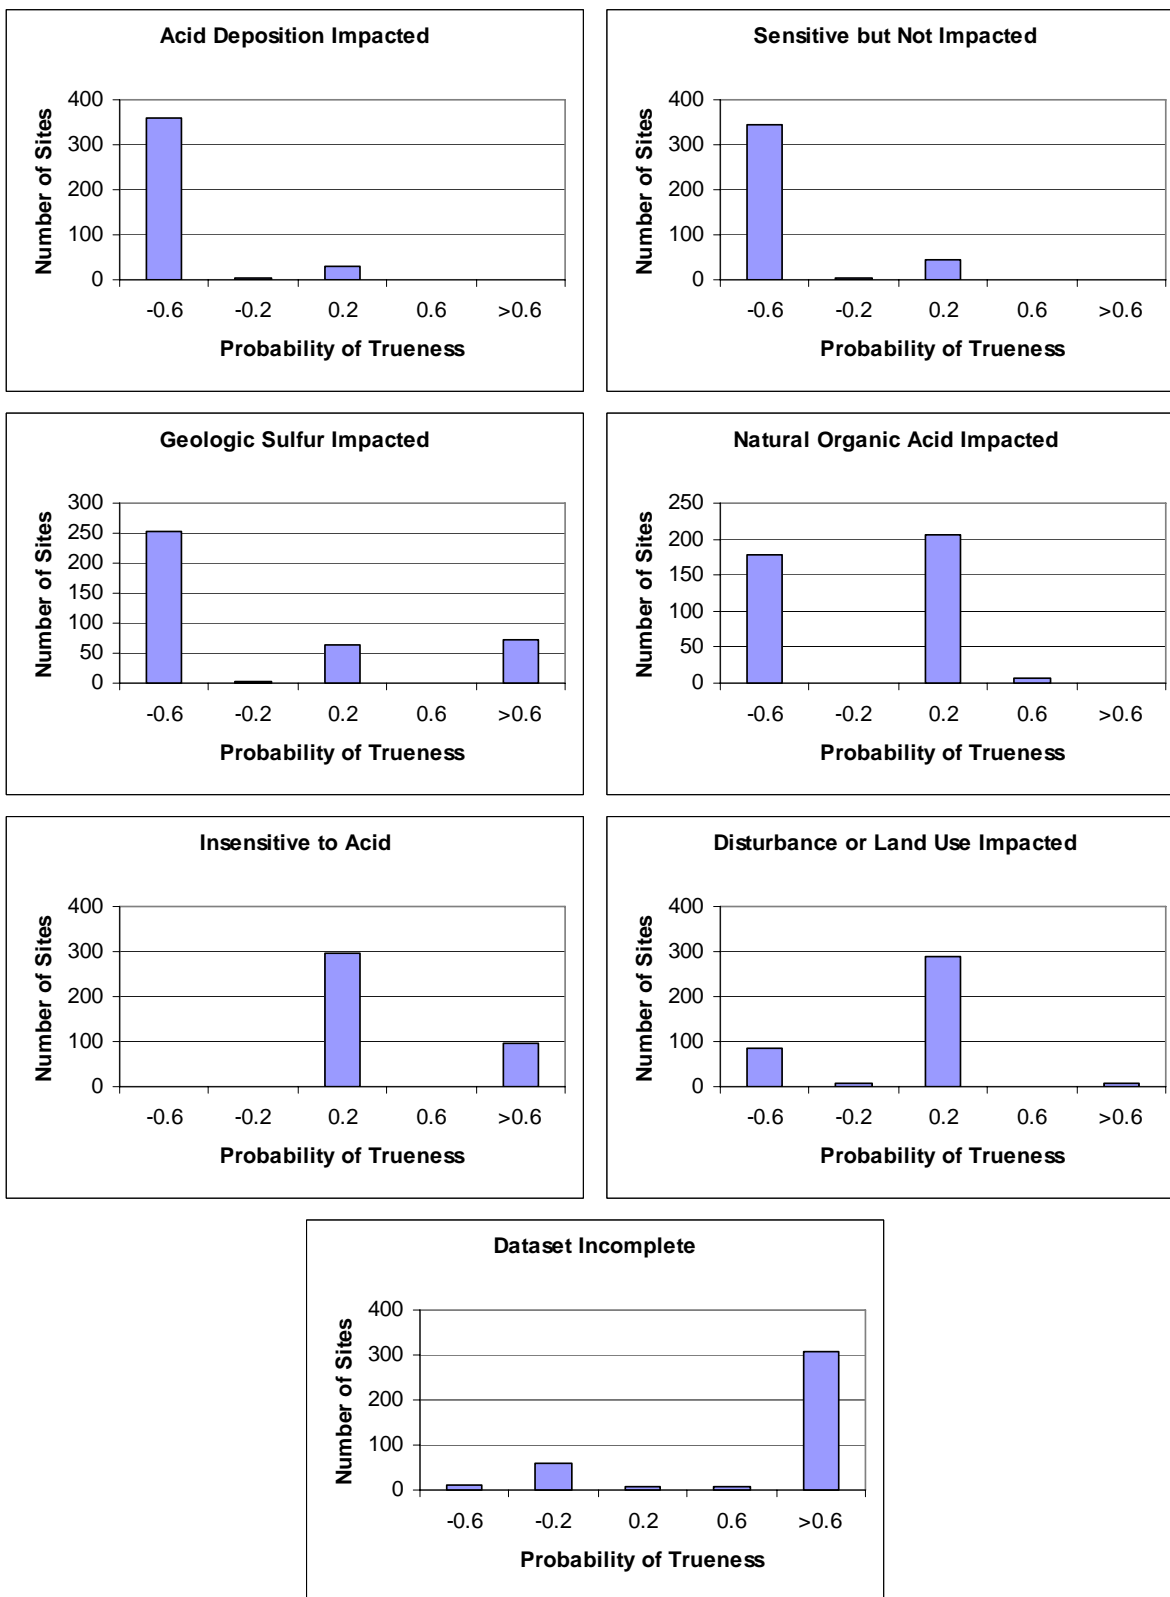 Acid Deposition Impacted
Number of Sites
400
300
200
100
0
-0.6 -0.2 0.2 0.6 >0.6
Probability of Trueness
Sensitive but Not Impacted
Number of Sites
400
300
200
100
0
-0.6 -0.2 0.2 0.6 >0.6
Probability of Trueness
Geologic Sulfur Impacted
Number of Sites
300
250
200
150
100
50
0
-0.6 -0.2 0.2 0.6 >0.6
Probability of Trueness
Natural Organic Acid Impacted
Number of Sites
250
200
150
100
50
0
-0.6 -0.2 0.2 0.6 >0.6
Probability of Trueness
Insensitive to Acid
Number of Sites
400
300
200
100
0
-0.6 -0.2 0.2 0.6 >0.6
Probability of Trueness
Disturbance or Land Use Impacted
Number of Sites
400
300
200
100
0
-0.6 -0.2 0.2 0.6 >0.6
Probability of Trueness
Dataset Incomplete
Number of Sites
400
300
200
100
0
-0.6 -0.2 0.2 0.6 >0.6
Probability of Trueness